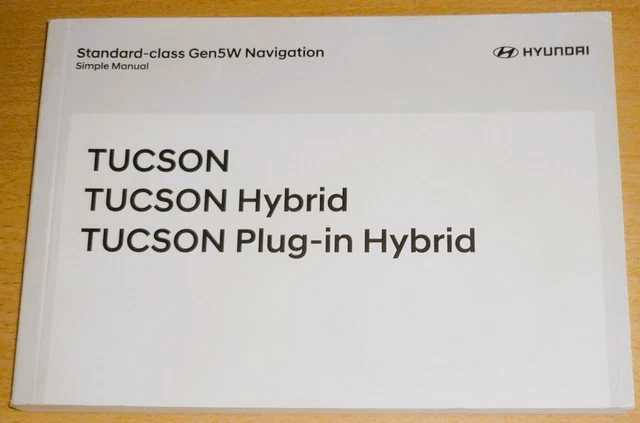 Standard-class Gen5W Navigation
Simple Manual
HYUNDAI
TUCSON
TUCSON Hybrid
TUCSON Plug-in Hybrid